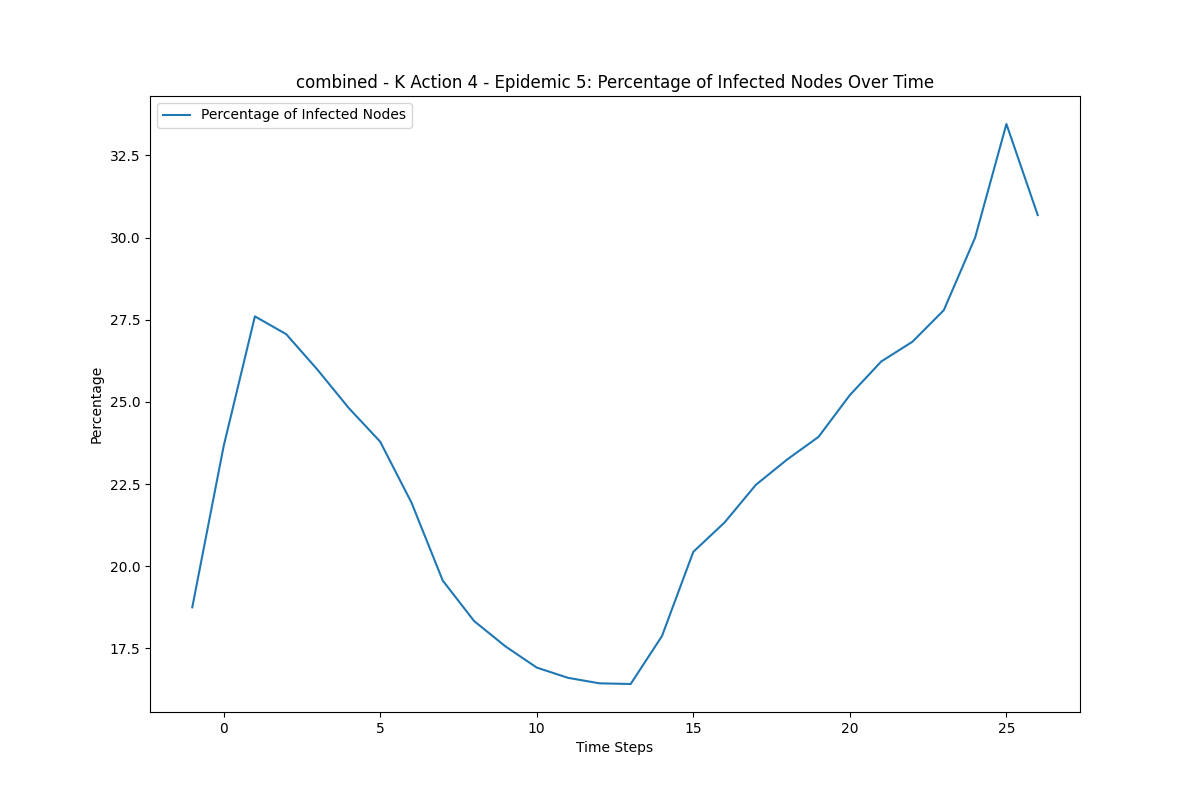 combined - K Action 4 - Epidemic 5: Percentage of Infected Nodes Over Time
Percentage of Infected Nodes
32.5
30.0
27.5
25.0
22.5
20.0
17.5
Percentage
0 5 10 15 20 25
Time Steps